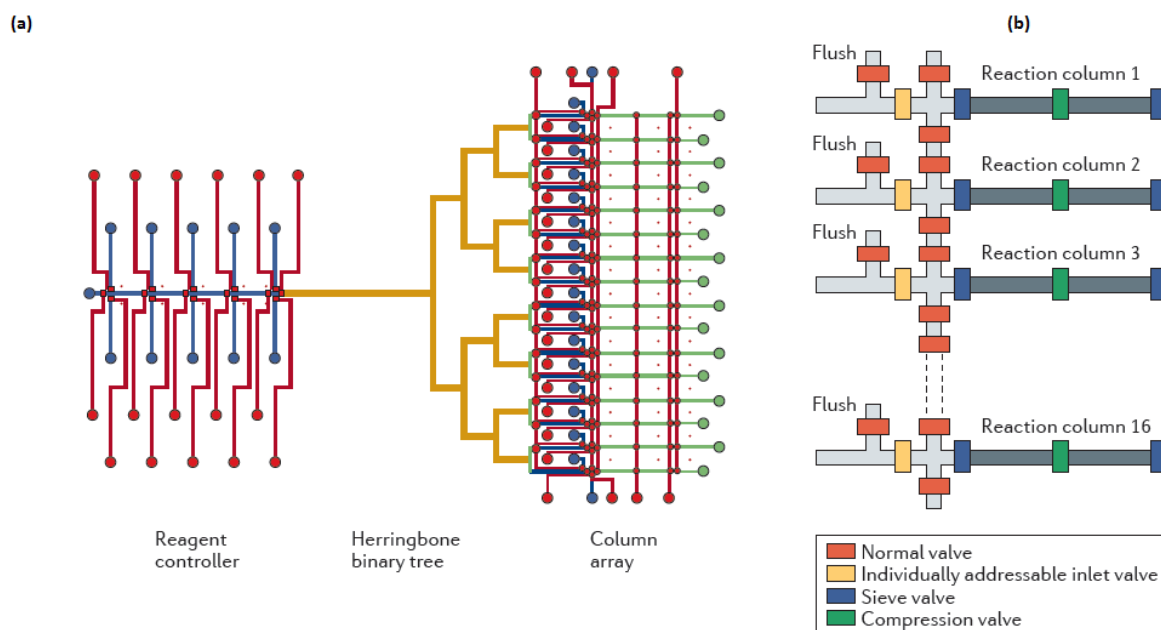 (a)
(b)
Reagent
controller
Herringbone
binary tree
Column
array
Flush
Reaction column 1
Flush
Reaction column 2
Flush
Reaction column 3
Flush
Reaction column 16
Normal valve
Individually addressable inlet valve
Sieve valve
Compression valve